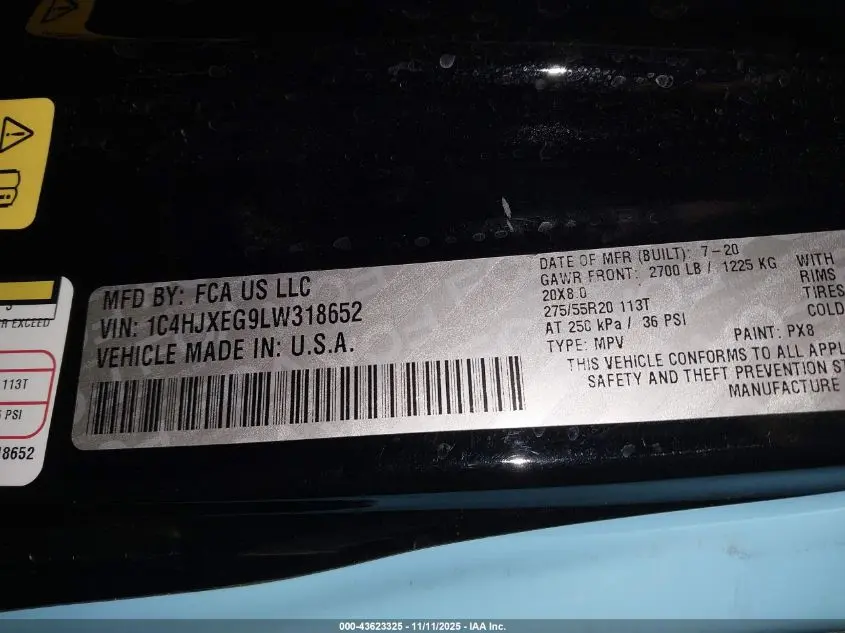 MFD BY: FCA US LLC
VIN: 1C4HJXEG9LW318652
VEHICLE MADE IN: U.S.A.
DATE OF MFR (BUILT): 7-20
GAWR FRONT: 2700 LB / 1225 KG WITH
20X8.0 RIMS
275/55R20 113T TIRES
AT 250 kPa / 36 PSI COLD
TYPE: MPV PAINT: PX8
THIS VEHICLE CONFORMS TO ALL APPL
SAFETY AND THEFT PREVENTION ST
MANUFACTURE
R EXCEED
113T
PSI
18652
000-43623325 - 11/11/2025 - IAA Inc.